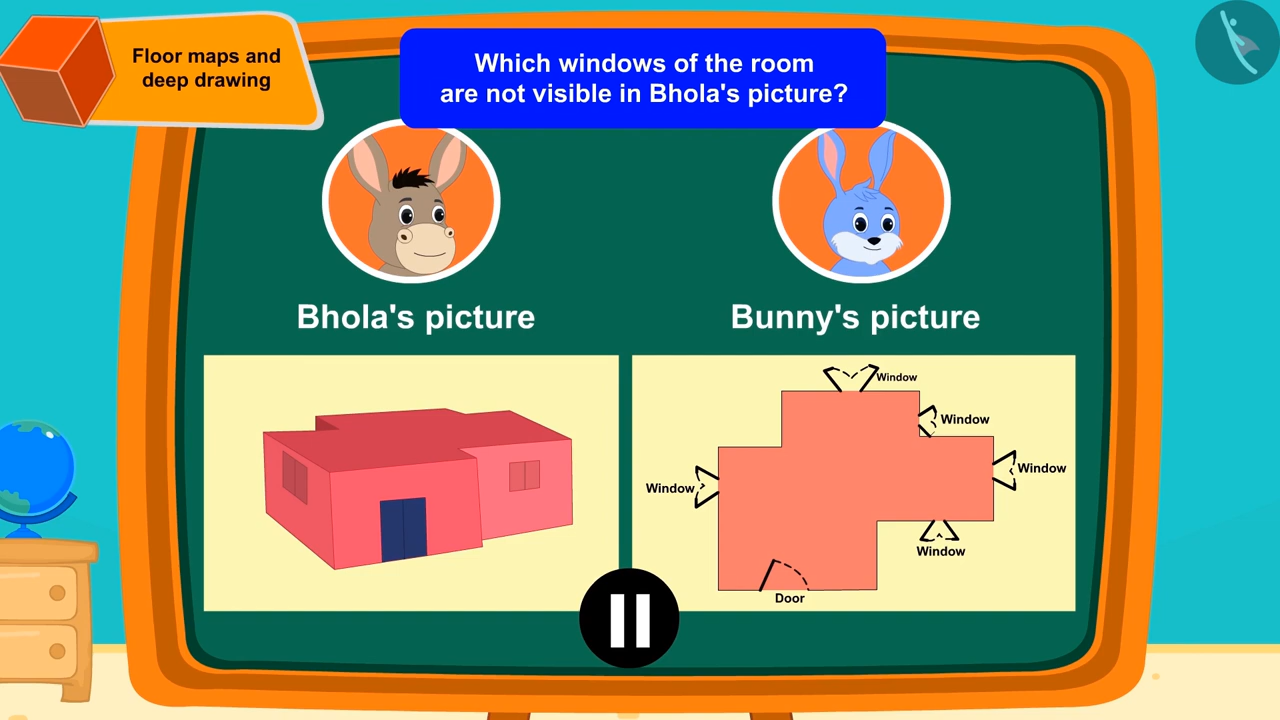 Floor maps and
deep drawing
Which windows of the room
are not visible in Bhola's picture?
Bhola's picture
Bunny's picture
Window
Window
Window
Window
Window
Door